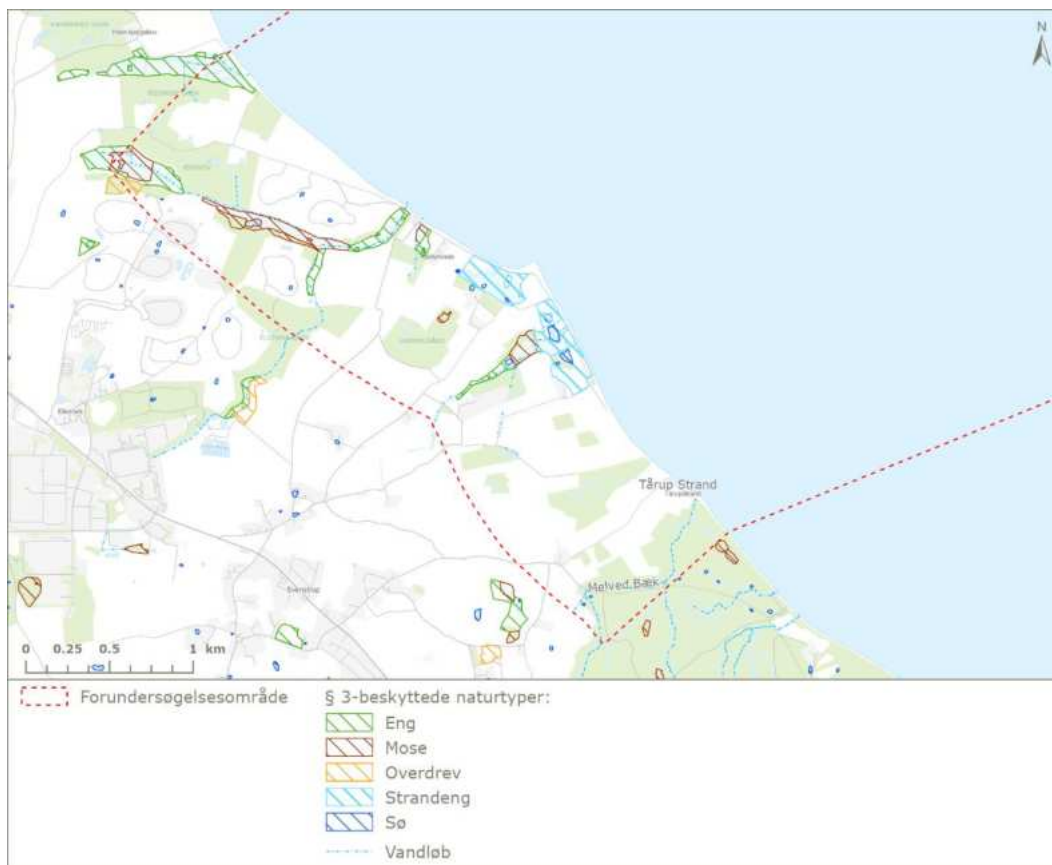 N
Tårup Strand
Melved Bæk
0 0.25 0.5 1 km
Forundersøgelsesområde
§ 3-beskyttede naturtyper:
Eng
Mose
Overdrev
Strandeng
Sø
Vandløb